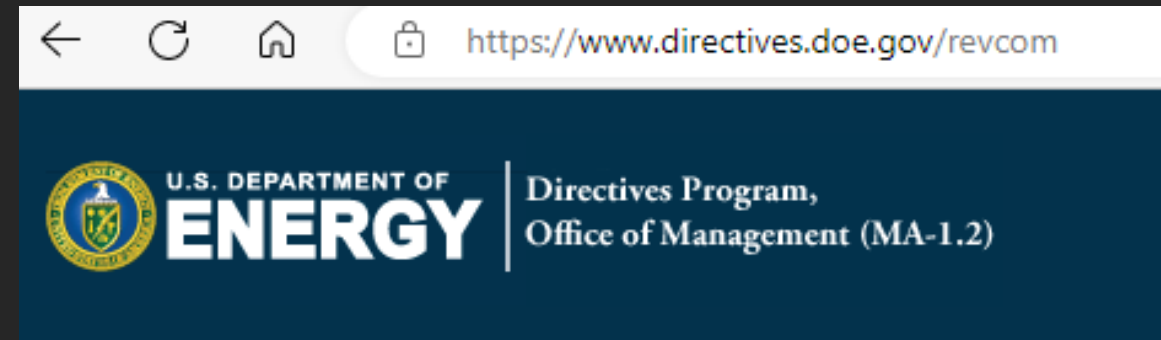 https://www.directives.doe.gov/revcom
U.S. DEPARTMENT OF
ENERGY
Directives Program,
Office of Management (MA-1.2)